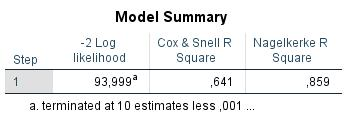 Model Summary
Step -2 Log likelihood Cox & Snell R Square Nagelkerke R Square
1 93,999a ,641 ,859
a. terminated at 10 estimates less ,001 ...